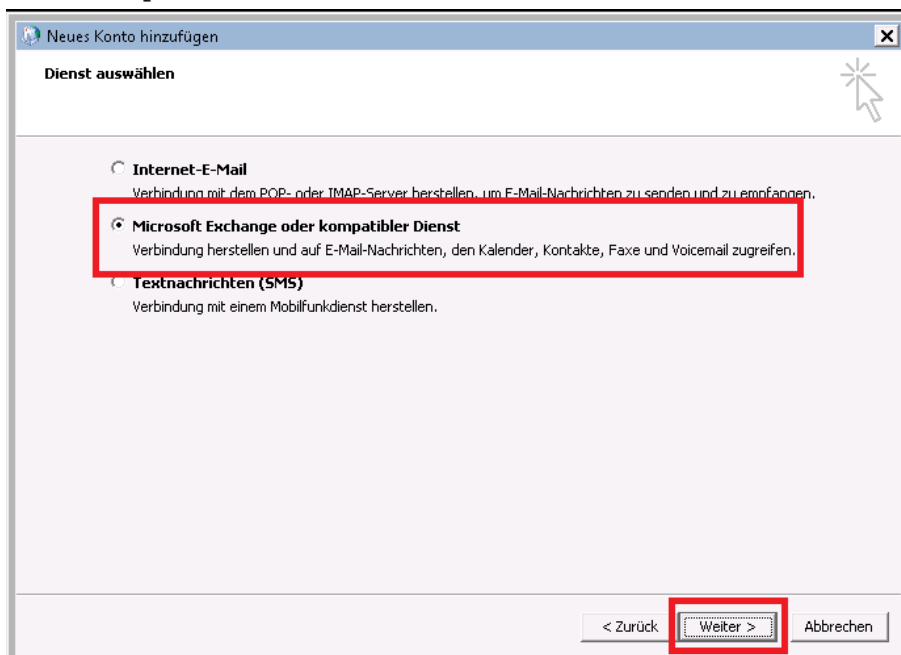 Neues Konto hinzufügen
Dienst auswählen
Internet-E-Mail
Verbindung mit dem POP- oder IMAP-Server herstellen, um E-Mail-Nachrichten zu senden und zu empfangen.
Microsoft Exchange oder kompatibler Dienst
Verbindung herstellen und auf E-Mail-Nachrichten, den Kalender, Kontakte, Faxe und Voicemail zugreifen.
Textnachrichten (SMS)
Verbindung mit einem Mobilfunkdienst herstellen.
< Zurück Weiter > Abbrechen